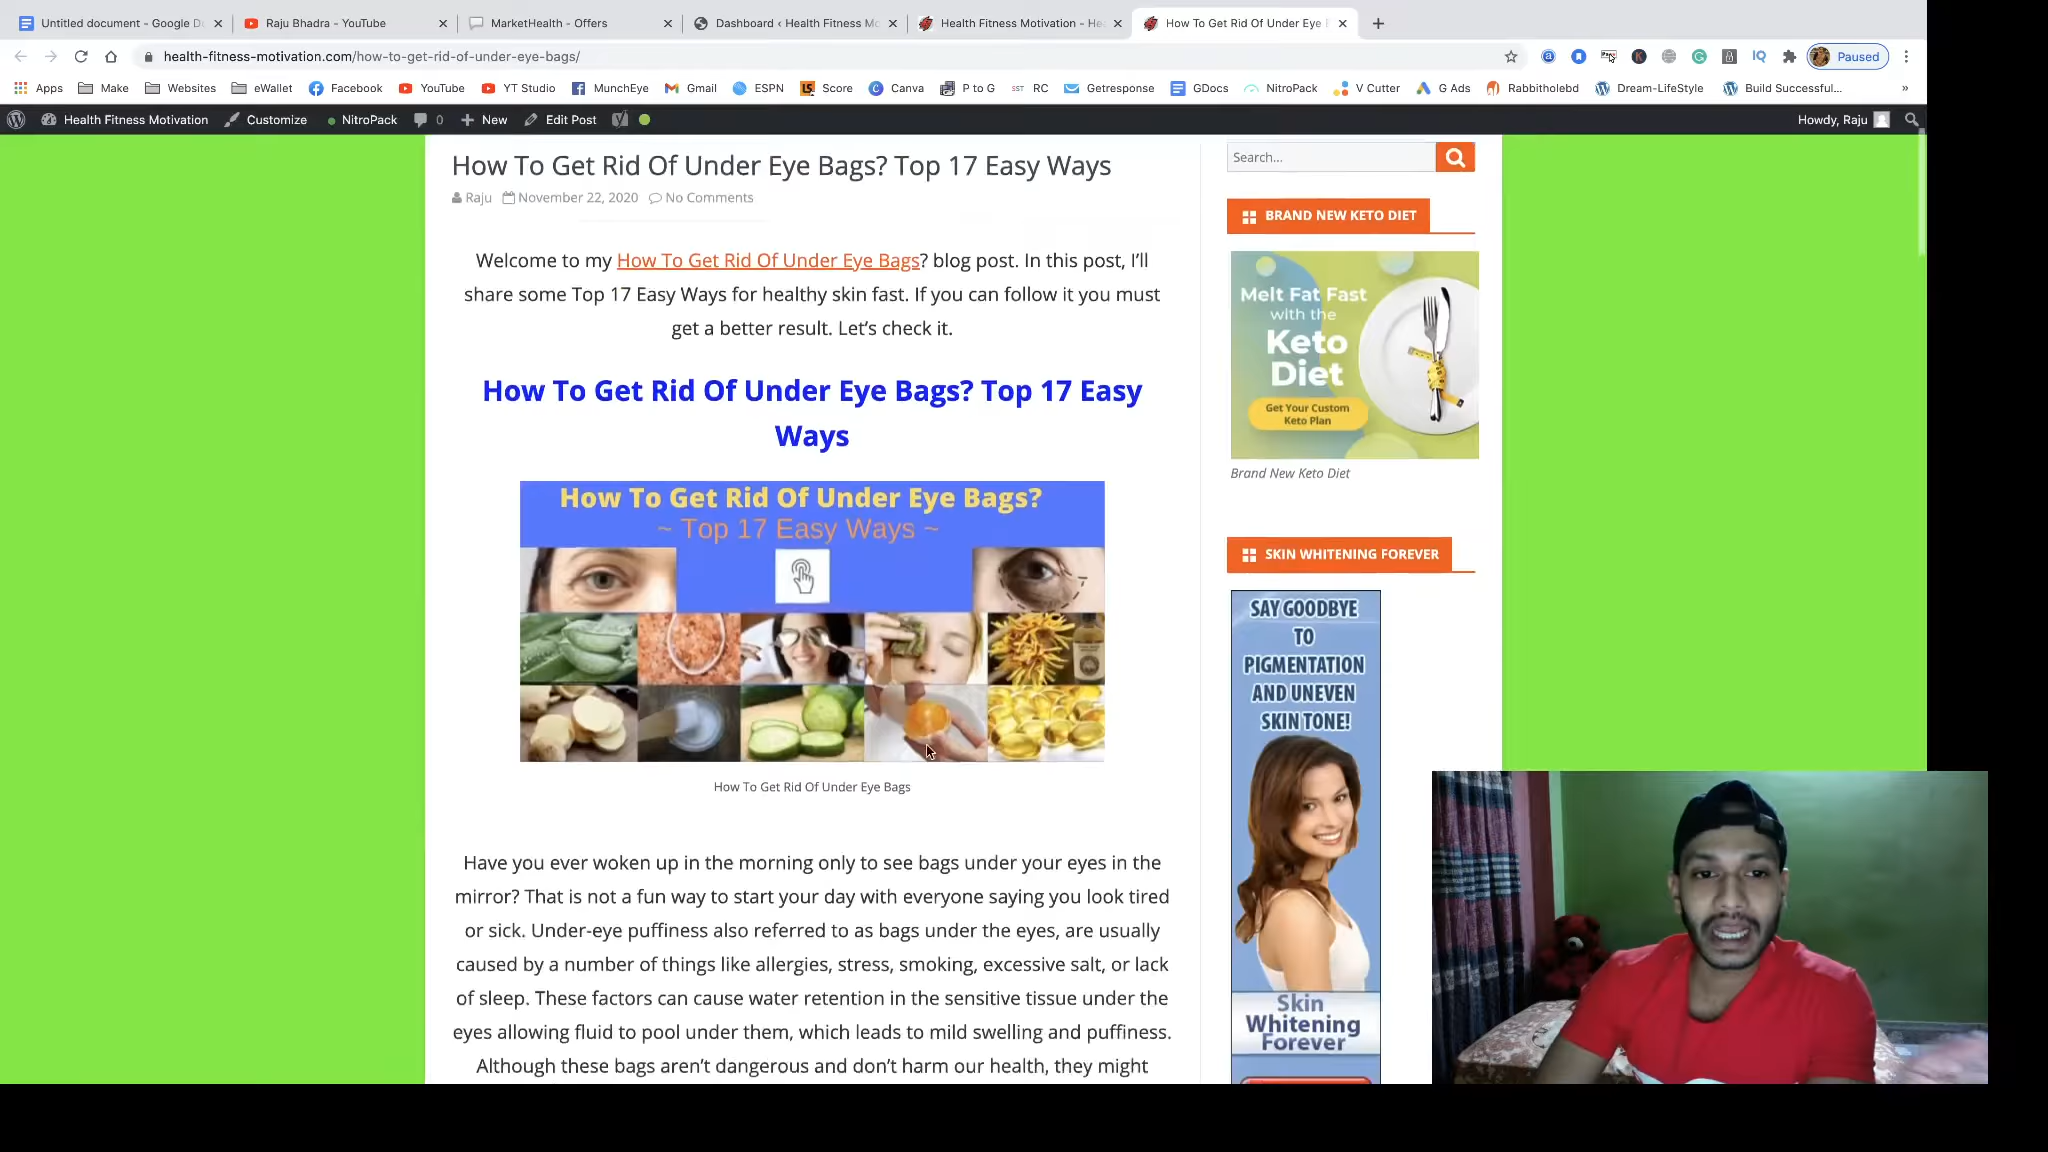 Untitled document - Google D
Raju Bhadra - YouTube
MarketHealth - Offers
Dashboard ‹ Health Fitness Mo
Health Fitness Motivation - He
How To Get Rid Of Under Eye
health-fitness-motivation.com/how-to-get-rid-of-under-eye-bags/
Paused
Apps
Make
Websites
eWallet
Facebook
YouTube
YT Studio
MunchEye
Gmail
ESPN
Score
Canva
P to G
RC
Getresponse
GDocs
NitroPack
V Cutter
G Ads
Rabbitholebd
Dream-LifeStyle
Build Successful...
»
Health Fitness Motivation
Customize
NitroPack
0
New
Edit Post
Howdy, Raju
How To Get Rid Of Under Eye Bags? Top 17 Easy Ways
Raju November 22, 2020 No Comments
Welcome to my How To Get Rid Of Under Eye Bags? blog post. In this post, I'll
share some Top 17 Easy Ways for healthy skin fast. If you can follow it you must
get a better result. Let's check it.
How To Get Rid Of Under Eye Bags? Top 17 Easy
Ways
How To Get Rid Of Under Eye Bags?
~ Top 17 Easy Ways ~
How To Get Rid Of Under Eye Bags
Have you ever woken up in the morning only to see bags under your eyes in the
mirror? That is not a fun way to start your day with everyone saying you look tired
or sick. Under-eye puffiness also referred to as bags under the eyes, are usually
caused by a number of things like allergies, stress, smoking, excessive salt, or lack
of sleep. These factors can cause water retention in the sensitive tissue under the
eyes allowing fluid to pool under them, which leads to mild swelling and puffiness.
Although these bags aren't dangerous and don't harm our health, they might
Search...
BRAND NEW KETO DIET
Melt Fat Fast
with the
Keto
Diet
Get Your Custom
Keto Plan
Brand New Keto Diet
SKIN WHITENING FOREVER
SAY GOODBYE
TO
PIGMENTATION
AND UNEVEN
SKIN TONE!
Skin
Whitening
Forever